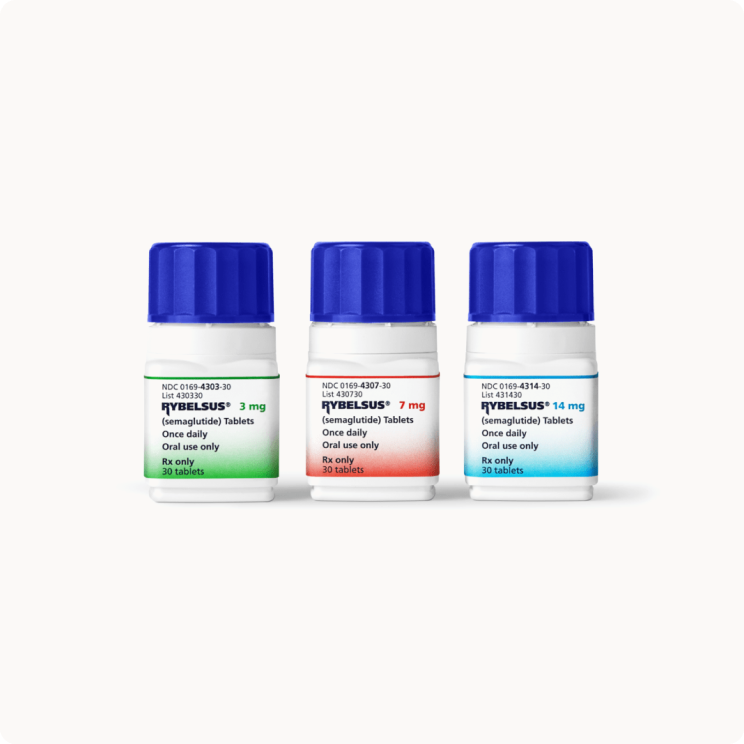 NDC 0169-4303-30
List 430330
RYBELSUS® 3 mg
(semaglutide) Tablets
Once daily
Oral use only
Rx only
30 tablets
NDC 0169-4307-30
List 430730
RYBELSUS® 7 mg
(semaglutide) Tablets
Once daily
Oral use only
Rx only
30 tablets
NDC 0169-4314-30
List 431430
RYBELSUS® 14 mg
(semaglutide) Tablets
Once daily
Oral use only
Rx only
30 tablets